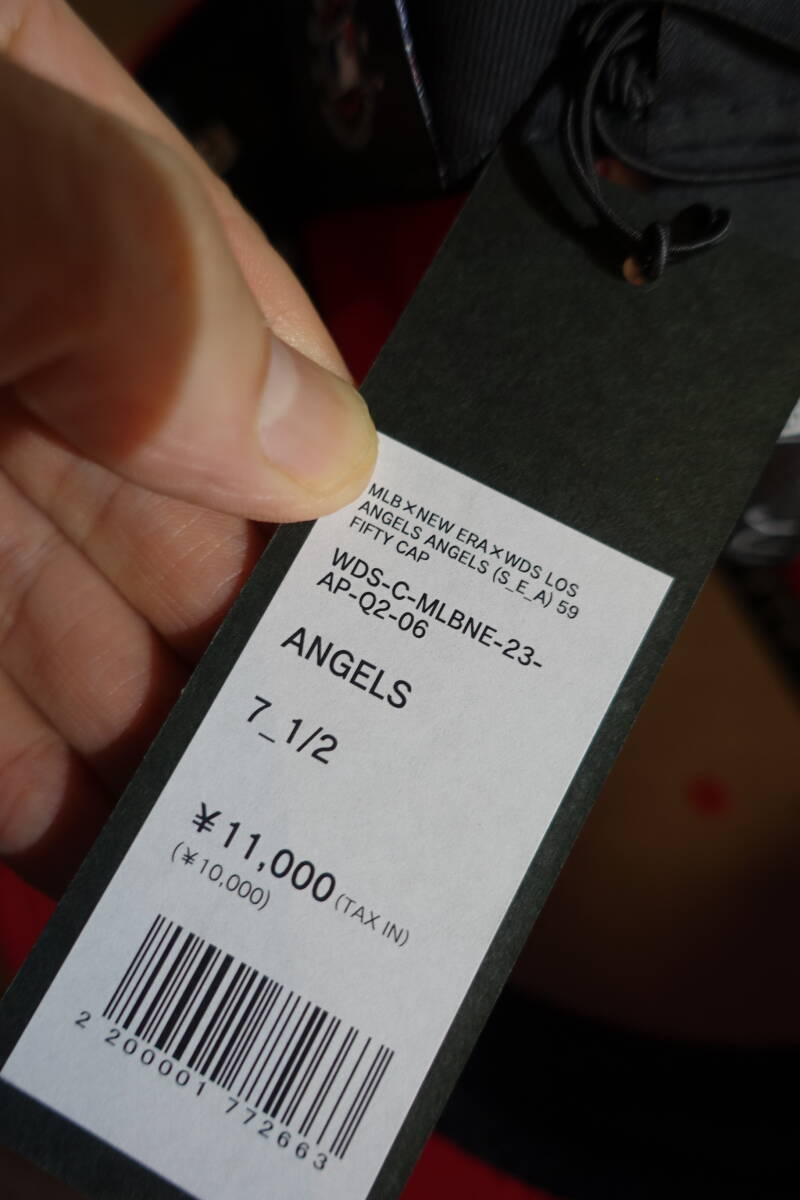 MLB×NEW ERA×WDS LOS
ANGELS ANGELS (S_E_A) 59
FIFTY CAP
WDS-C-MLBNE-23-
AP-Q2-06
ANGELS
7_1/2
¥11,000(TAX IN)
(¥10,000)
2 200001 772663